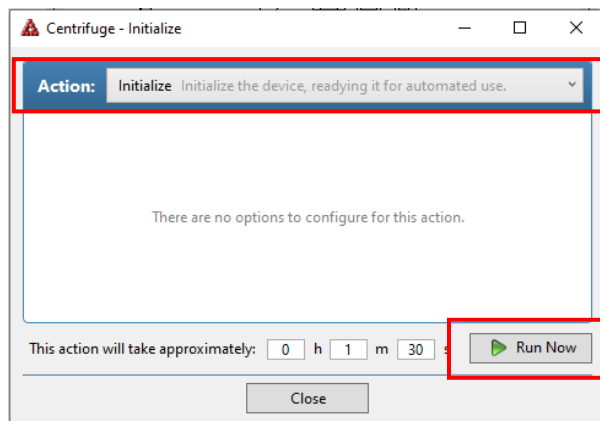 Centrifuge - Initialize
Action: Initialize Initialize the device, readying it for automated use.
There are no options to configure for this action.
This action will take approximately: 0 h 1 m 30 s Run Now
Close